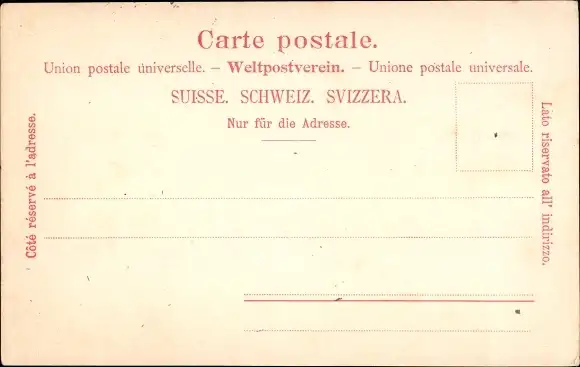 Carte postale.
Union postale universelle. – Weltpostverein. – Unione postale universale.
SUISSE. SCHWEIZ. SVIZZERA.
Nur für die Adresse.
Côté réservé à l'adresse.
Lato riservato all' indirizzo.